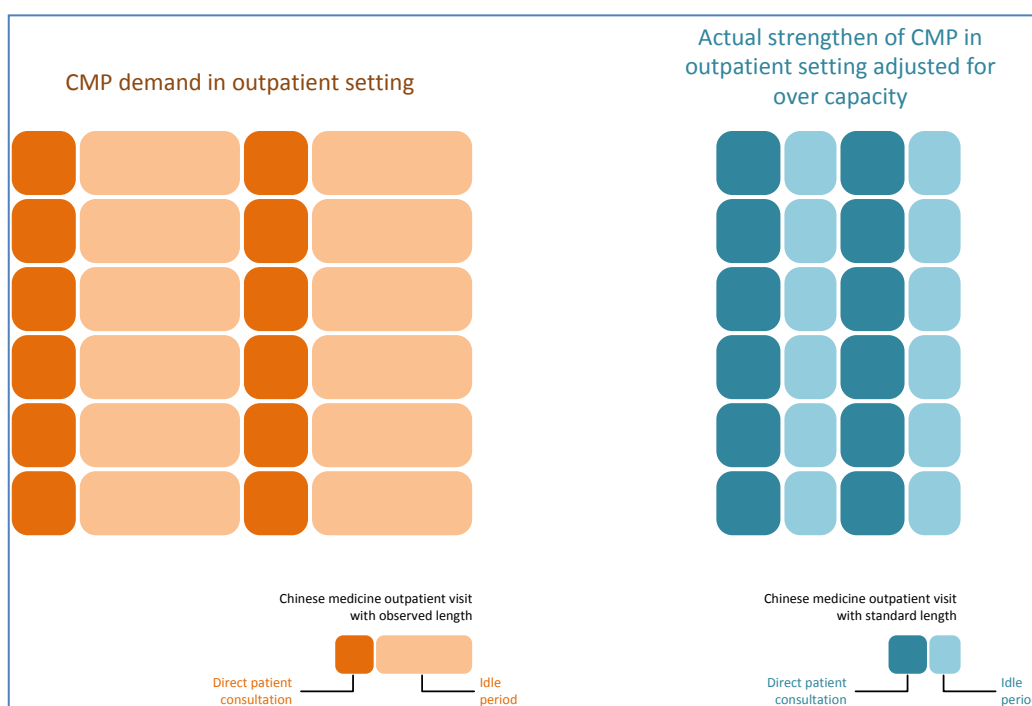 CMP demand in outpatient setting
Actual strengthen of CMP in
outpatient setting adjusted for
over capacity
Chinese medicine outpatient visit
with observed length
Direct patient
consultation
Idle
period
Chinese medicine outpatient visit
with standard length
Direct patient
consultation
Idle
perio